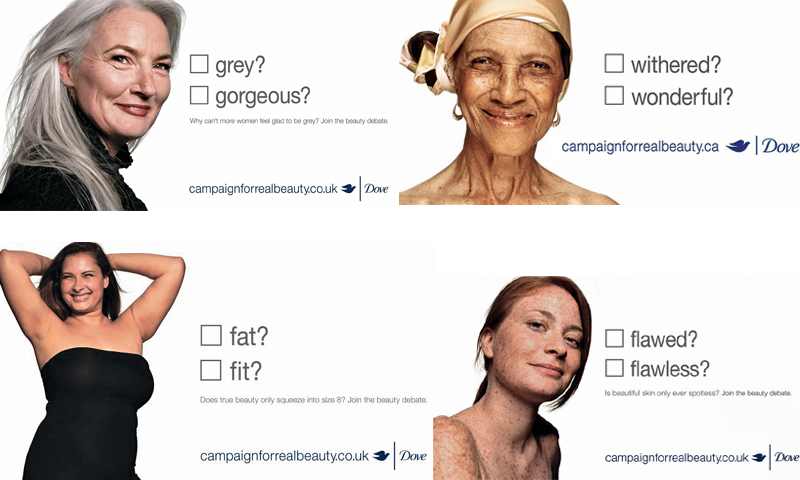 grey?
gorgeous?
Why can't more women feel glad to be grey? Join the beauty debate.
campaignforrealbeauty.co.uk Dove
withered?
wonderful?
campaignforrealbeauty.ca Dove
fat?
fit?
Does true beauty only squeeze into size 8? Join the beauty debate.
campaignforrealbeauty.co.uk Dove
flawed?
flawless?
Is beautiful skin only ever spotless? Join the beauty debate.
campaignforrealbeauty.co.uk Dove